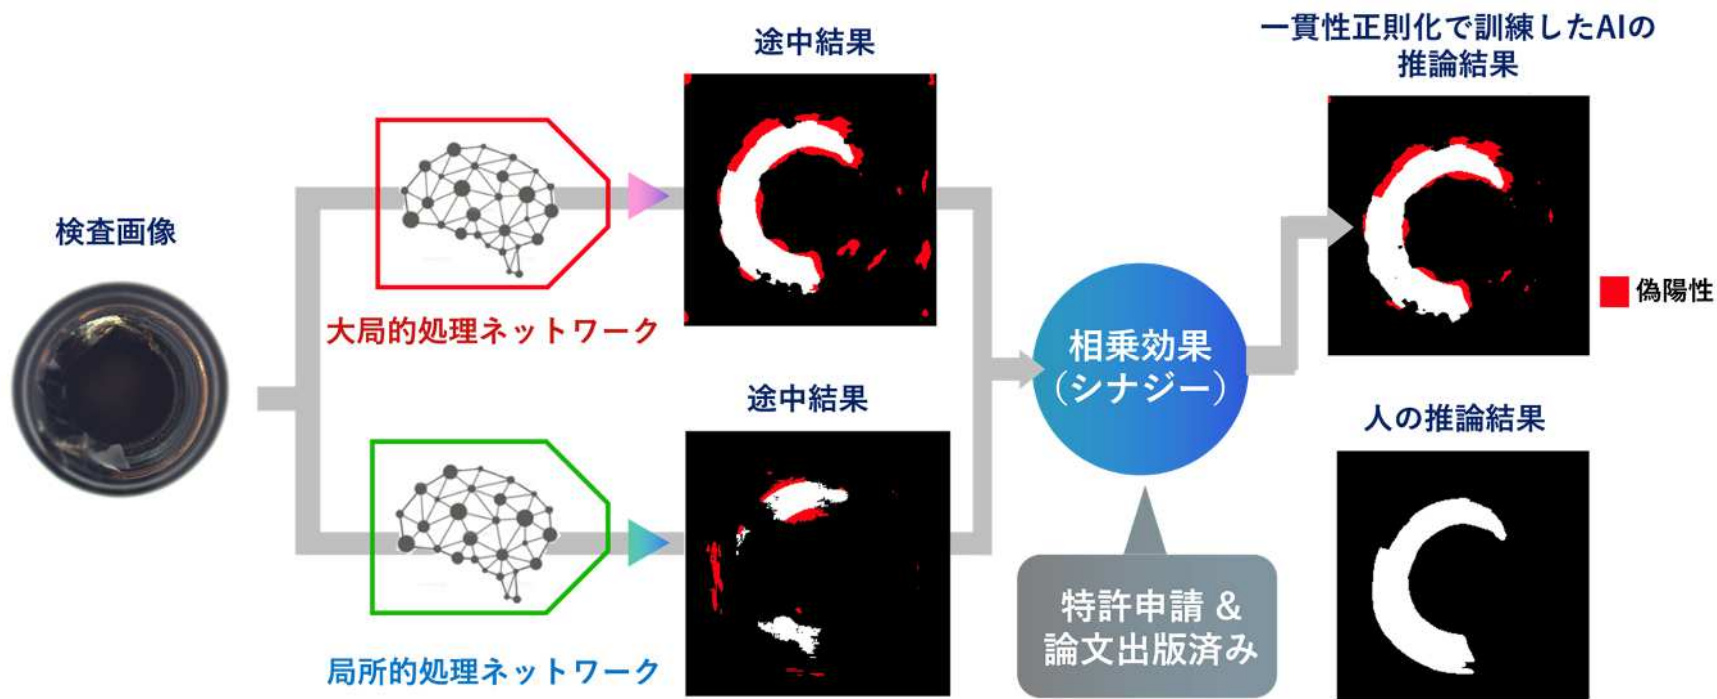 検査画像
大局的処理ネットワーク
局所的処理ネットワーク
途中結果
途中結果
相乗効果
（シナジー）
特許申請 &
論文出版済み
一貫性正則化で訓練したAIの
推論結果
偽陽性
人の推論結果